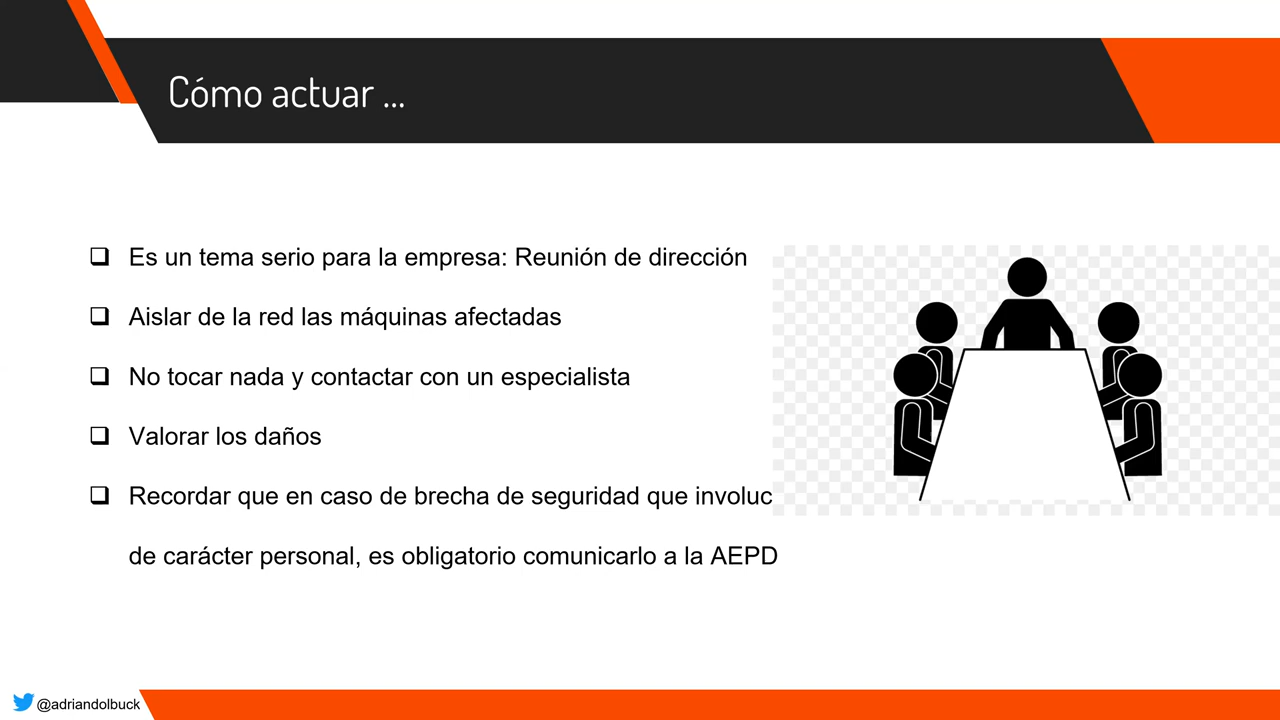 Cómo actuar ...
Es un tema serio para la empresa: Reunión de dirección
Aislar de la red las máquinas afectadas
No tocar nada y contactar con un especialista
Valorar los daños
Recordar que en caso de brecha de seguridad que involuc
de carácter personal, es obligatorio comunicarlo a la AEPD
@adriandolbuck